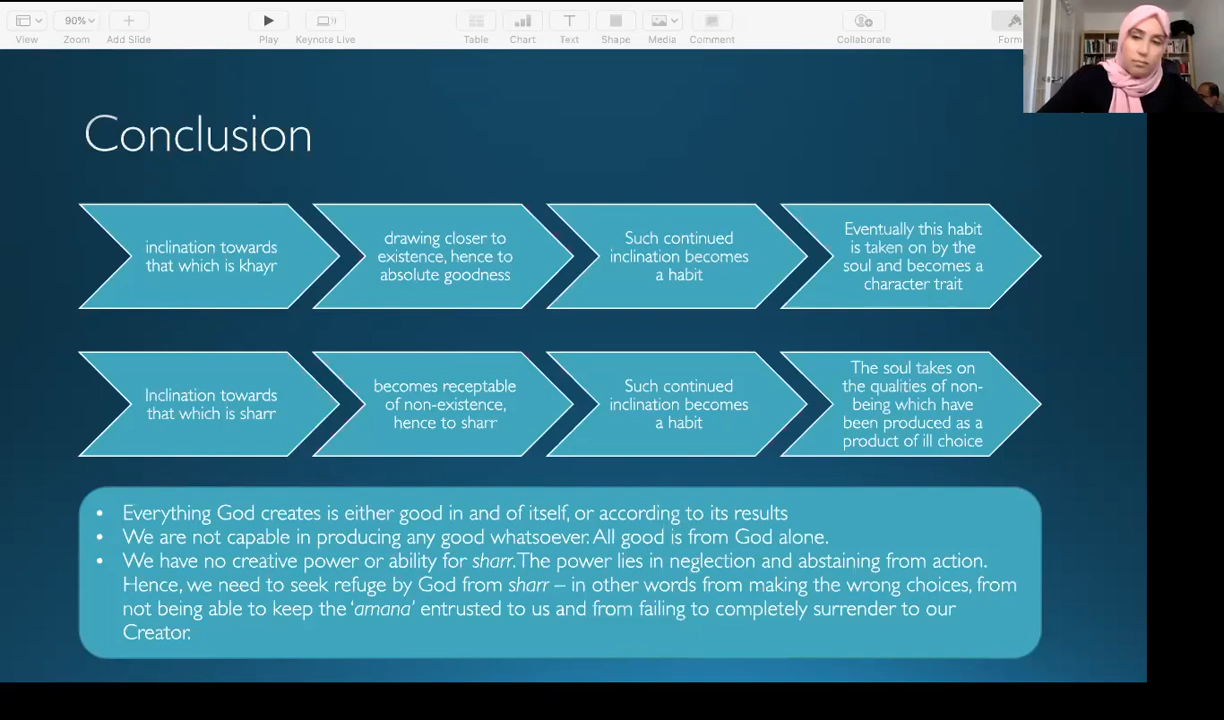 90%
View
Zoom
Add Slide
Play
Keynote Live
Table
Chart
Text
Shape
Media
Comment
Collaborate
Form
Conclusion
inclination towards
that which is khayr
drawing closer to
existence, hence to
absolute goodness
Such continued
inclination becomes
a habit
Eventually this habit
is taken on by the
soul and becomes a
character trait
Inclination towards
that which is sharr
becomes receptable
of non-existence,
hence to sharr
Such continued
inclination becomes
a habit
The soul takes on
the qualities of non-
being which have
been produced as a
product of ill choice
• Everything God creates is either good in and of itself, or according to its results
• We are not capable in producing any good whatsoever. All good is from God alone.
• We have no creative power or ability for sharr. The power lies in neglection and abstaining from action.
Hence, we need to seek refuge by God from sharr – in other words from making the wrong choices, from
not being able to keep the ‘amana’ entrusted to us and from failing to completely surrender to our
Creator.